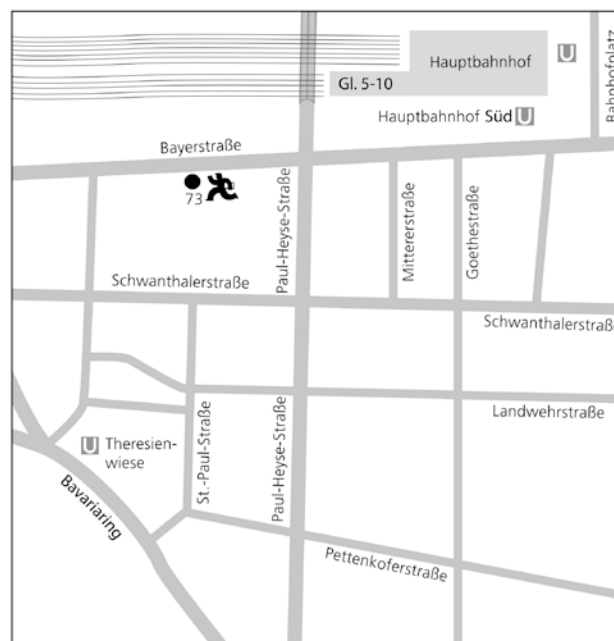 Hauptbahnhof
U
Gl. 5-10
Bahnhofplatz
Hauptbahnhof Süd U
Bayerstraße
73
Paul-Heyse-Straße
Mittererstraße
Goethestraße
Schwanthalerstraße
Schwanthalerstraße
Landwehrstraße
U Theresien-
wiese
St.-Paul-Straße
Paul-Heyse-Straße
Bavariaring
Pettenkoferstraße